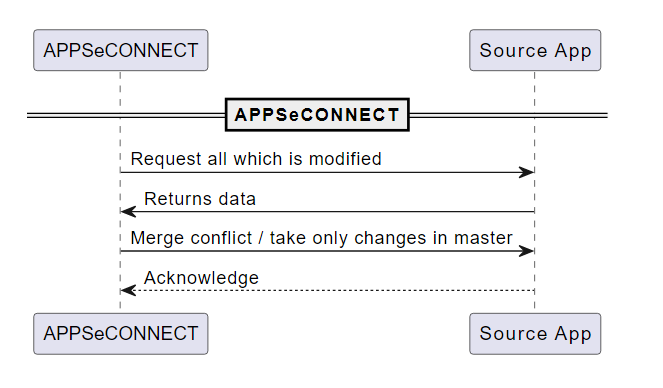 APPSeCONNECT Source App
APPSeCONNECT
Request all which is modified
Returns data
Merge conflict / take only changes in master
Acknowledge
APPSeCONNECT Source App